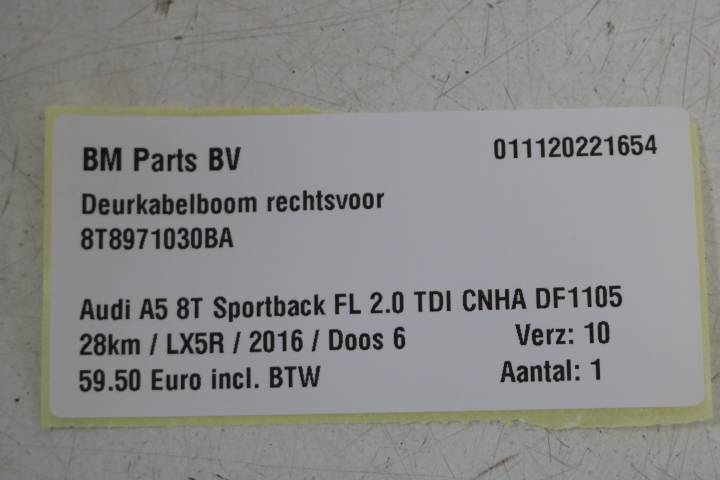 BM Parts BV 011120221654
Deurkabelboom rechtsvoor
8T8971030BA
Audi A5 8T Sportback FL 2.0 TDI CNHA DF1105
28km / LX5R / 2016 / Doos 6 Verz: 10
59.50 Euro incl. BTW Aantal: 1